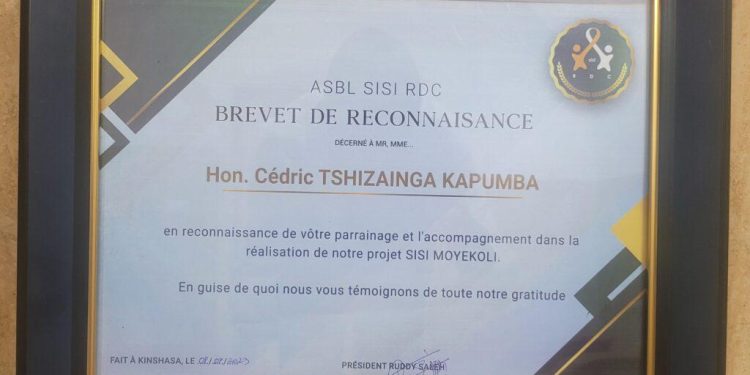 ASBL SISI RDC
BREVET DE RECONNAISANCE
DÉCERNÉ À MR, MME...
Hon. Cédric TSHIZAINGA KAPUMBA
en reconnaissance de vôtre parrainage et l'accompagnement dans la
réalisation de notre projet SISI MOYEKOLI.
En guise de quoi nous vous témoignons de toute notre gratitude
FAIT À KINSHASA, LE
PRÉSIDENT RUDDY SALEH
R D C